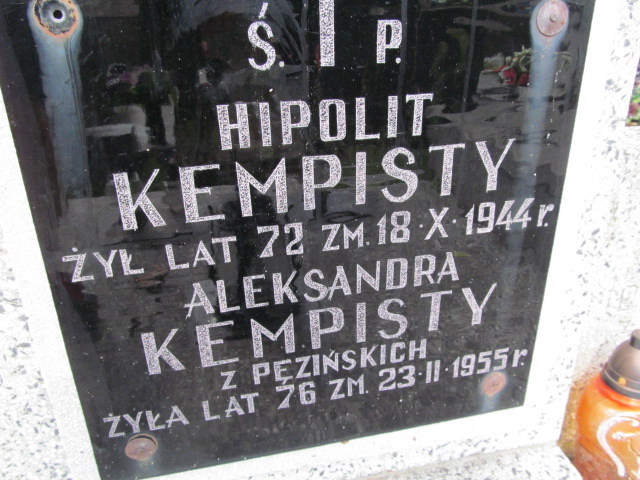 Ś. P.
HIPOLIT
KEMPISTY
ŻYŁ LAT 72 ZM. 18·X·1944 r.
ALEKSANDRA
KEMPISTY
Z PĘZIŃSKICH
ŻYŁA LAT 76 ZM. 23·II·1955 r.